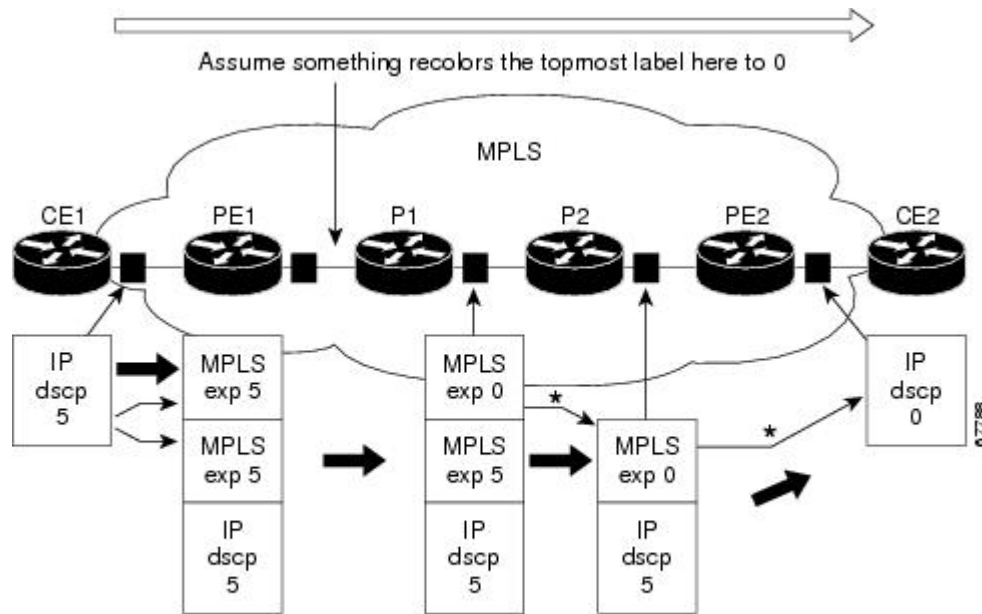 Assume something recolors the topmost label here to 0
MPLS
CE1
PE1
P1
P2
PE2
CE2
IP
dscp
5
MPLS
exp 5
MPLS
exp 5
IP
dscp
5
MPLS
exp 0
MPLS
exp 5
IP
dscp
5
*
MPLS
exp 0
IP
dscp
5
*
IP
dscp
0
67788